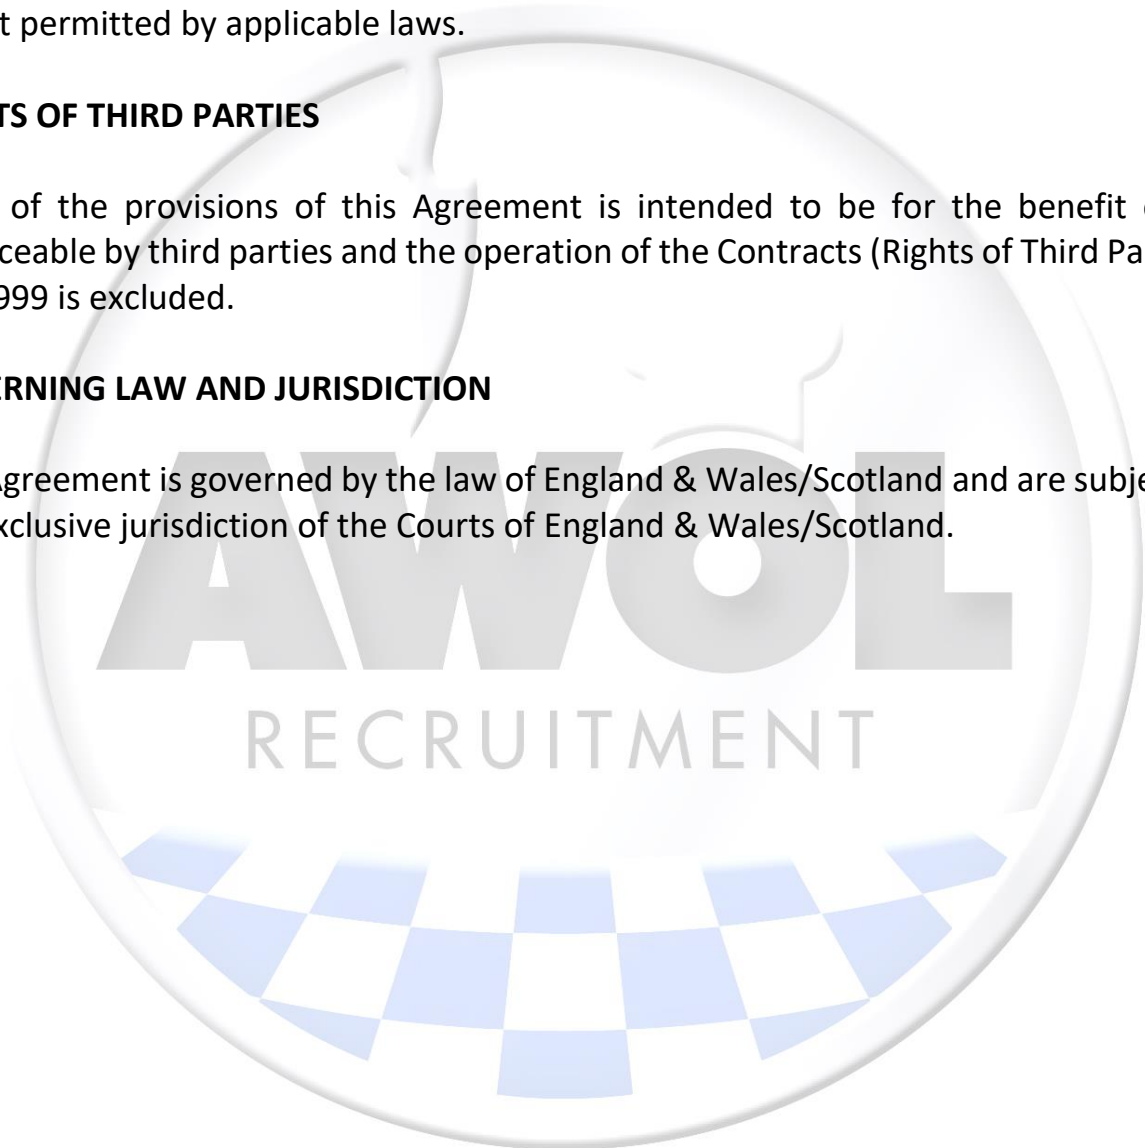 t permitted by applicable laws.
TS OF THIRD PARTIES
of the provisions of this Agreement is intended to be for the benefit
ceable by third parties and the operation of the Contracts (Rights of Third Pa
999 is excluded.
ERNING LAW AND JURISDICTION
Agreement is governed by the law of England & Wales/Scotland and are subje
xclusive jurisdiction of the Courts of England & Wales/Scotland.
AWOL
RECRUITMENT